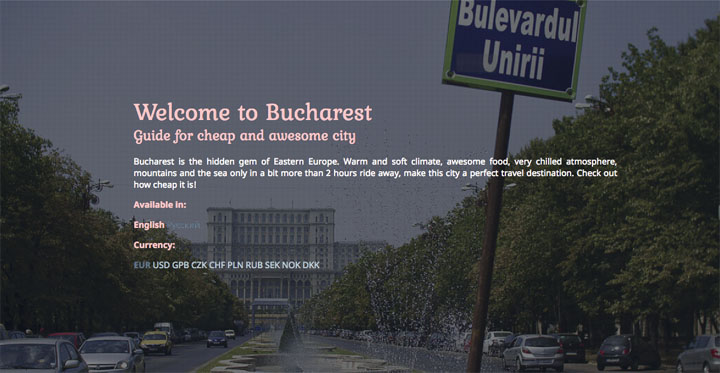 Bulevardul
Unirii
Welcome to Bucharest
Guide for cheap and awesome city
Bucharest is the hidden gem of Eastern Europe. Warm and soft climate, awesome food, very chilled atmosphere,
mountains and the sea only in a bit more than 2 hours ride away, make this city a perfect travel destination. Check out
how cheap it is!
Available in:
English Русский
Currency:
EUR USD GPB CZK CHF PLN RUB SEK NOK DKK